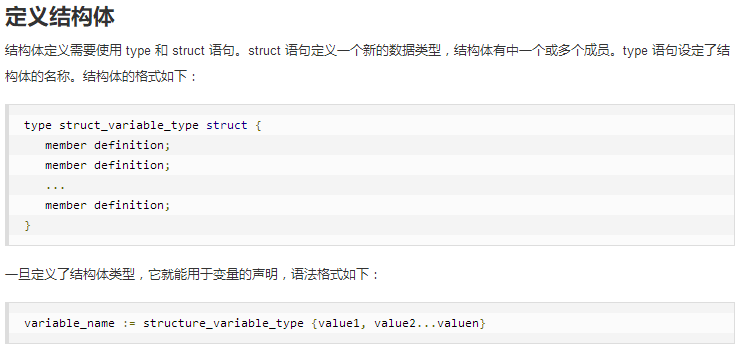 定义结构体
结构体定义需要使用 type 和 struct 语句。struct 语句定义一个新的数据类型，结构体有中一个或多个成员。type 语句设定了结
构体的名称。结构体的格式如下：
type struct_variable_type struct {
   member definition;
   member definition;
   ...
   member definition;
}
一旦定义了结构体类型，它就能用于变量的声明，语法格式如下：
variable_name := structure_variable_type {value1, value2...valuen}